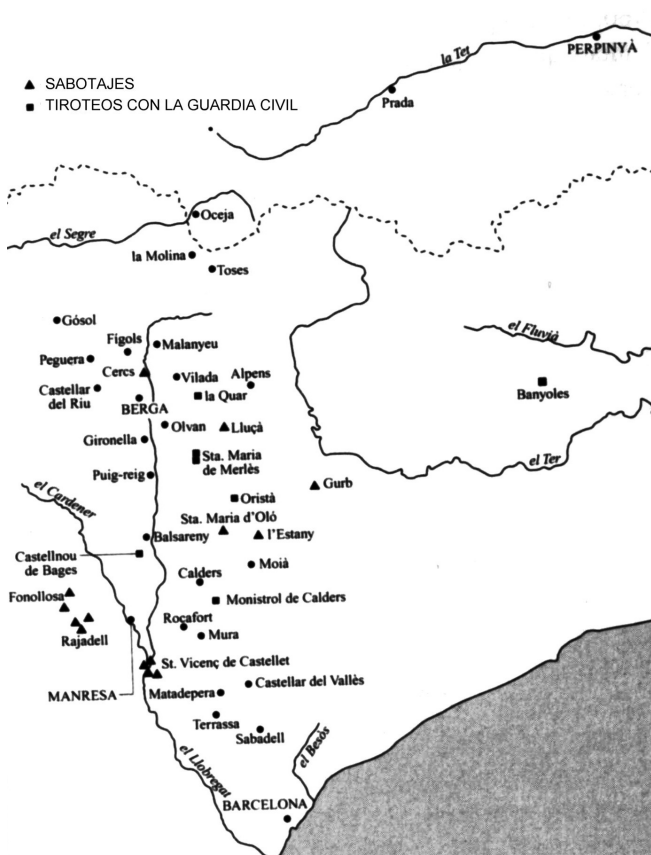 PERPINYÀ
la Tet
SABOTAJES
Prada
TIROTEOS CON LA GUARDIA CIVIL
Oceja
el Segre
la Molina
Toses
Gósol
el Fluvià
Fígols
Malanyeu
Peguera
Cercs
Vilada
Alpens
Castellar
del Riu
la Quar
Banyoles
BERGA
Olvan
Lluçà
Gironella
Sta. Maria
de Merlès
el Ter
Puig-reig
Gurb
el Cardener
Oristà
Sta. Maria d'Oló
l'Estany
Balsareny
Castellnou
de Bages
Moià
Calders
Fonollosa
Monistrol de Calders
Rocafort
Rajadell
Mura
St. Vicenç de Castellet
MANRESA
Castellar del Vallès
Matadepera
Terrassa
Sabadell
el Besòs
el Llobregat
BARCELONA